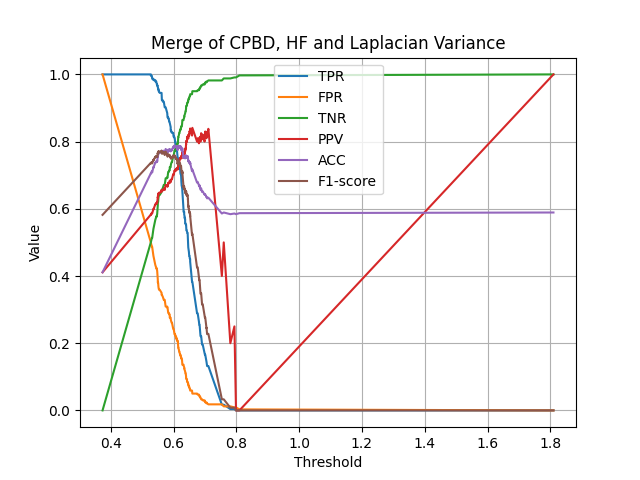 Merge of CPBD, HF and Laplacian Variance
TPR
FPR
TNR
PPV
ACC
F1-score
1.0
0.8
0.6
0.4
0.2
0.0
Value
0.4 0.6 0.8 1.0 1.2 1.4 1.6 1.8
Threshold